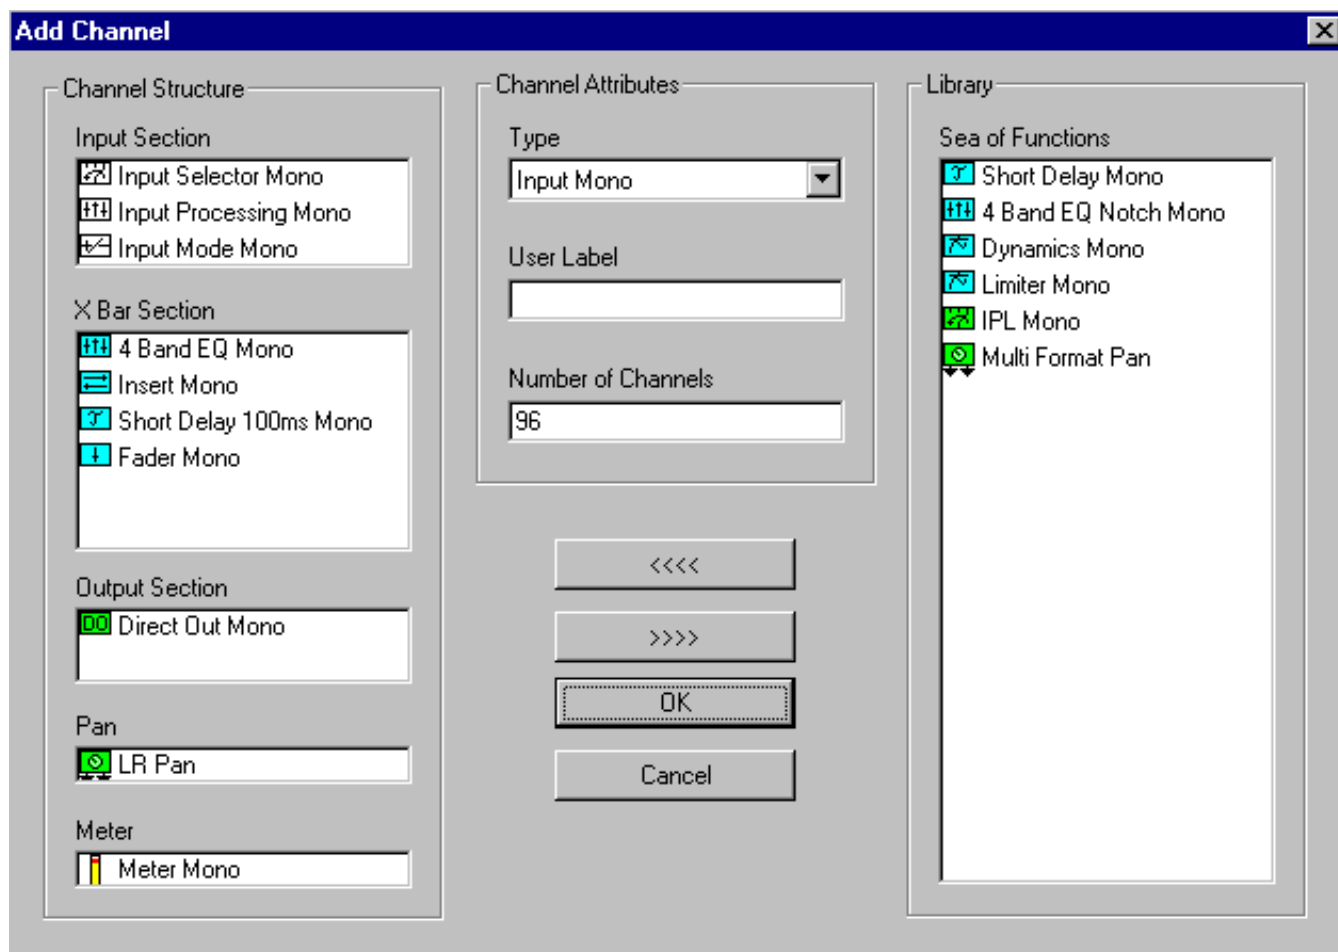 Add Channel
Channel Structure
Input Section
Input Selector Mono
Input Processing Mono
Input Mode Mono
X Bar Section
4 Band EQ Mono
Insert Mono
Short Delay 100ms Mono
Fader Mono
Output Section
DO Direct Out Mono
Pan
LR Pan
Meter
Meter Mono
Channel Attributes
Type
Input Mono
User Label
Number of Channels
96
<<<<
>>>>
OK
Cancel
Library
Sea of Functions
Short Delay Mono
4 Band EQ Notch Mono
Dynamics Mono
Limiter Mono
IPL Mono
Multi Format Pan